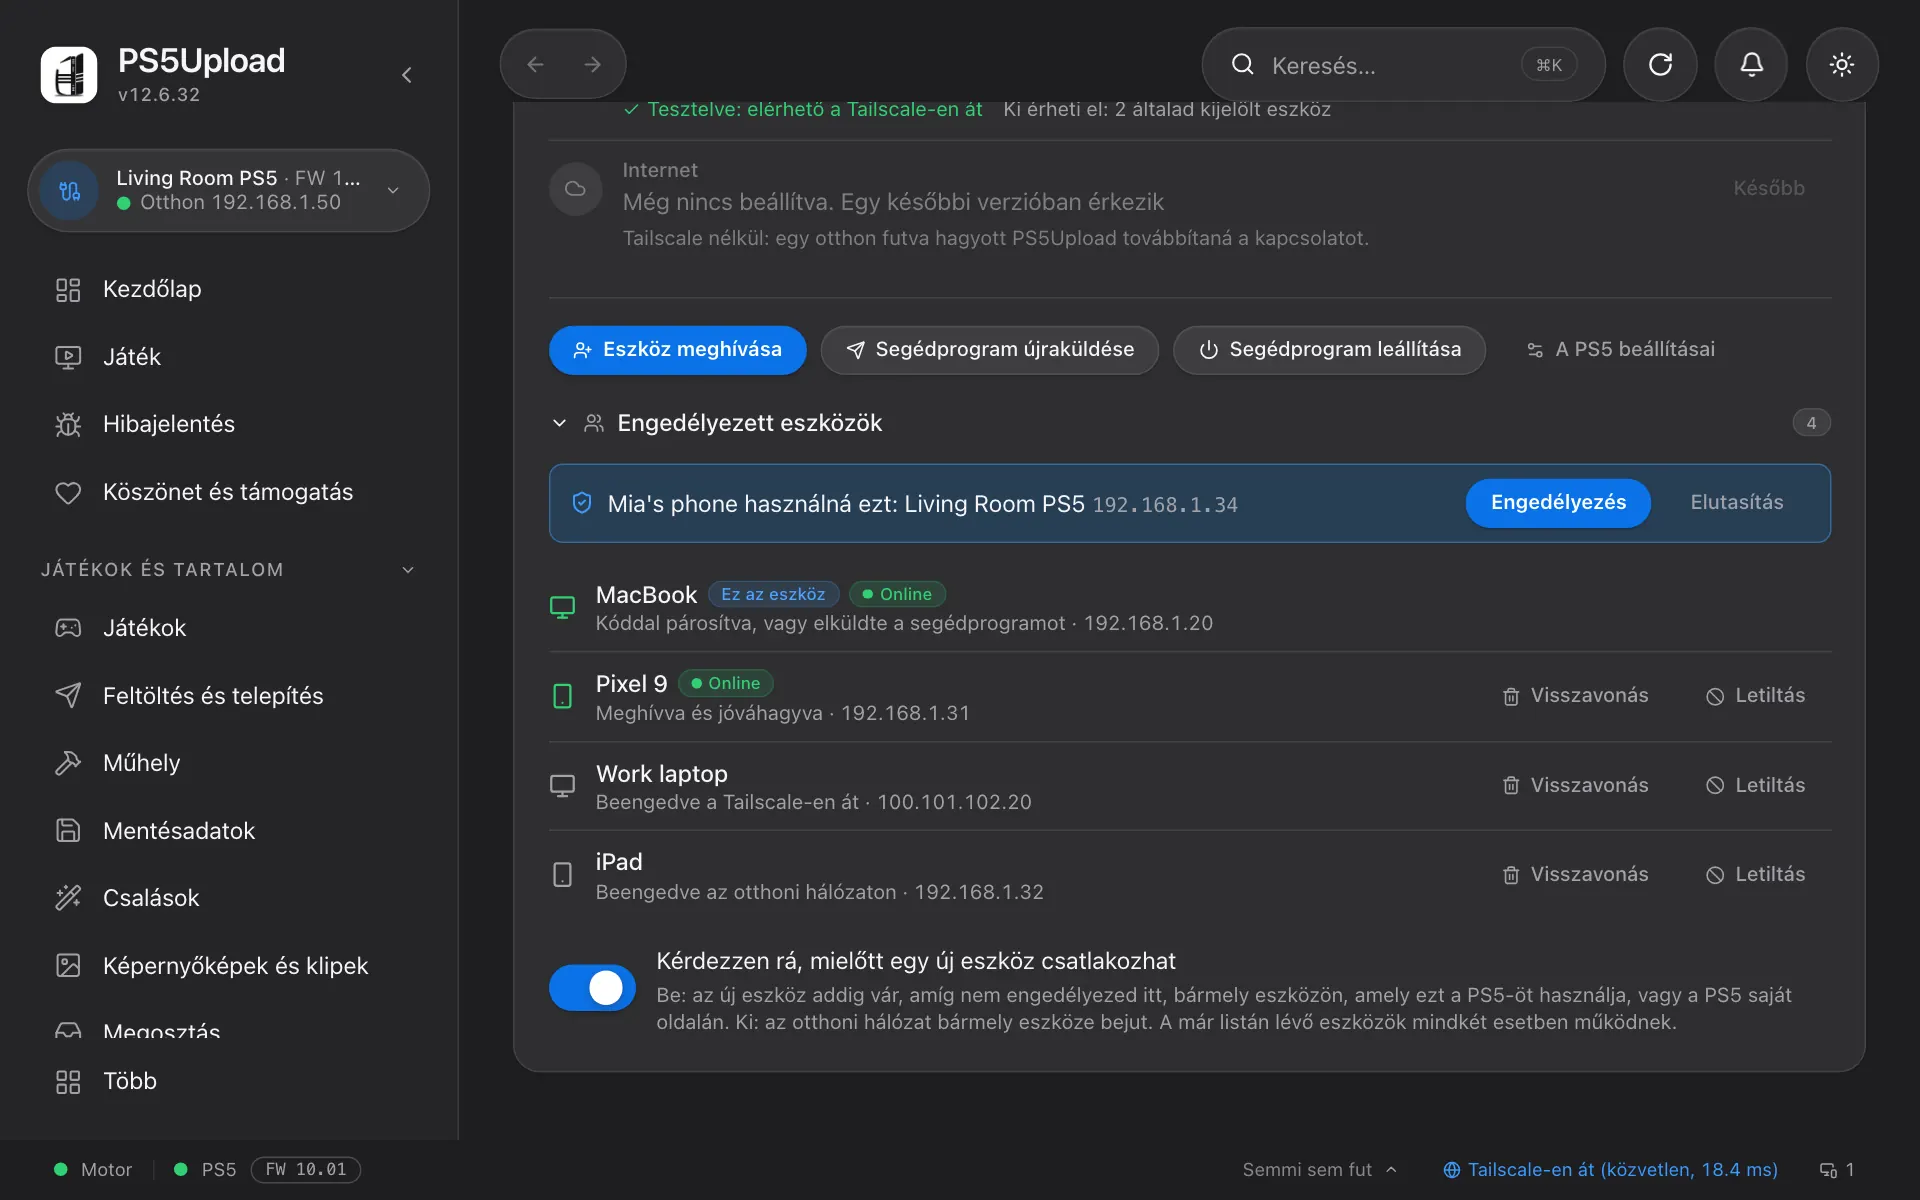 PS5Upload
v12.6.32
Living Room PS5 · FW 1...
Otthon 192.168.1.50
Kezdőlap
Játék
Hibajelentés
Köszönet és támogatás
JÁTÉKOK ÉS TARTALOM
Játékok
Feltöltés és telepítés
Műhely
Mentésadatok
Csalások
Képernyőképek és klipek
Megosztás
Több
Keresés...
⌘K
Tesztelve: elérhető a Tailscale-en át Ki érheti el: 2 általad kijelölt eszköz
Internet
Még nincs beállítva. Egy későbbi verzióban érkezik
Később
Tailscale nélkül: egy otthon futva hagyott PS5Upload továbbítaná a kapcsolatot.
Eszköz meghívása
Segédprogram újraküldése
Segédprogram leállítása
A PS5 beállításai
Engedélyezett eszközök
4
Mia's phone használná ezt: Living Room PS5 192.168.1.34
Engedélyezés
Elutasítás
MacBook Ez az eszköz Online
Kóddal párosítva, vagy elküldte a segédprogramot · 192.168.1.20
Pixel 9 Online
Meghívva és jóváhagyva · 192.168.1.31
Visszavonás Letiltás
Work laptop
Beengedve a Tailscale-en át · 100.101.102.20
Visszavonás Letiltás
iPad
Beengedve az otthoni hálózaton · 192.168.1.32
Visszavonás Letiltás
Kérdezzen rá, mielőtt egy új eszköz csatlakozhat
Be: az új eszköz addig vár, amíg nem engedélyezed itt, bármely eszközön, amely ezt a PS5-öt használja, vagy a PS5 saját
oldalán. Ki: az otthoni hálózat bármely eszköze bejut. A már listán lévő eszközök mindkét esetben működnek.
Motor PS5 FW 10.01
Semmi sem fut
Tailscale-en át (közvetlen, 18.4 ms)
1